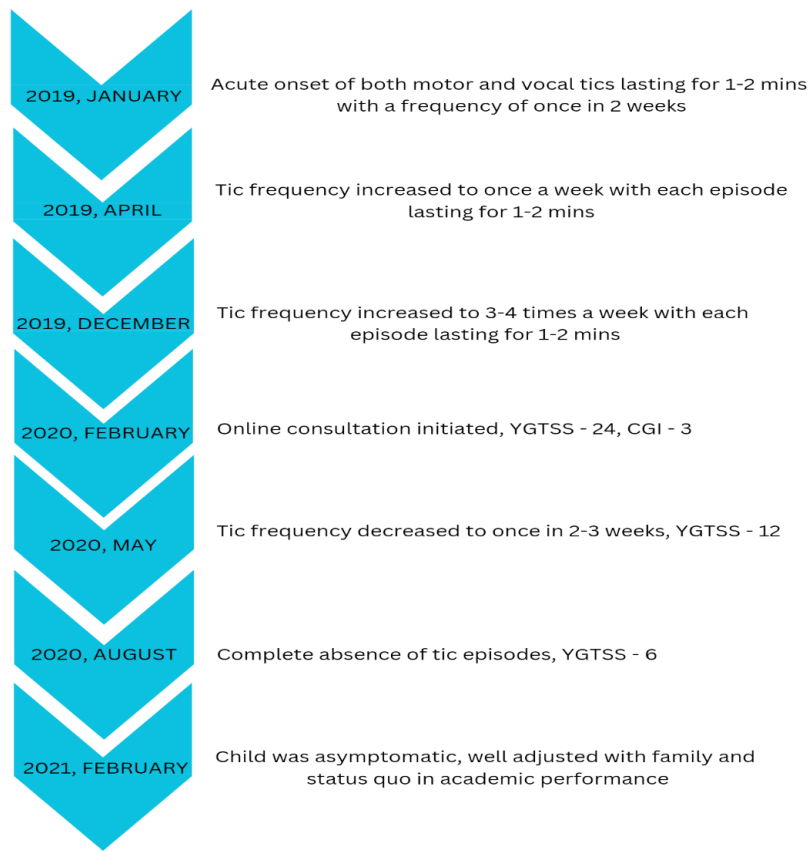 2019, JANUARY
Acute onset of both motor and vocal tics lasting for 1-2 mins
with a frequency of once in 2 weeks
2019, APRIL
Tic frequency increased to once a week with each episode
lasting for 1-2 mins
2019, DECEMBER
Tic frequency increased to 3-4 times a week with each
episode lasting for 1-2 mins
2020, FEBRUARY
Online consultation initiated, YGTSS - 24, CGI - 3
2020, MAY
Tic frequency decreased to once in 2-3 weeks, YGTSS - 12
2020, AUGUST
Complete absence of tic episodes, YGTSS - 6
2021, FEBRUARY
Child was asymptomatic, well adjusted with family and
status quo in academic performance